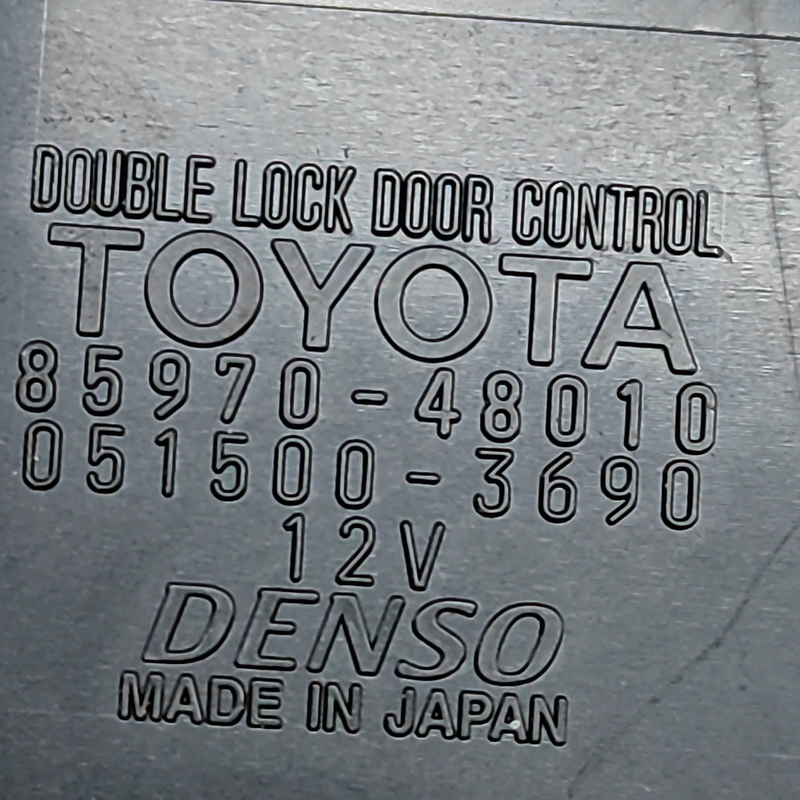 DOUBLE LOCK DOOR CONTROL
TOYOTA
85970-48010
051500-3690
12V
DENSO
MADE IN JAPAN